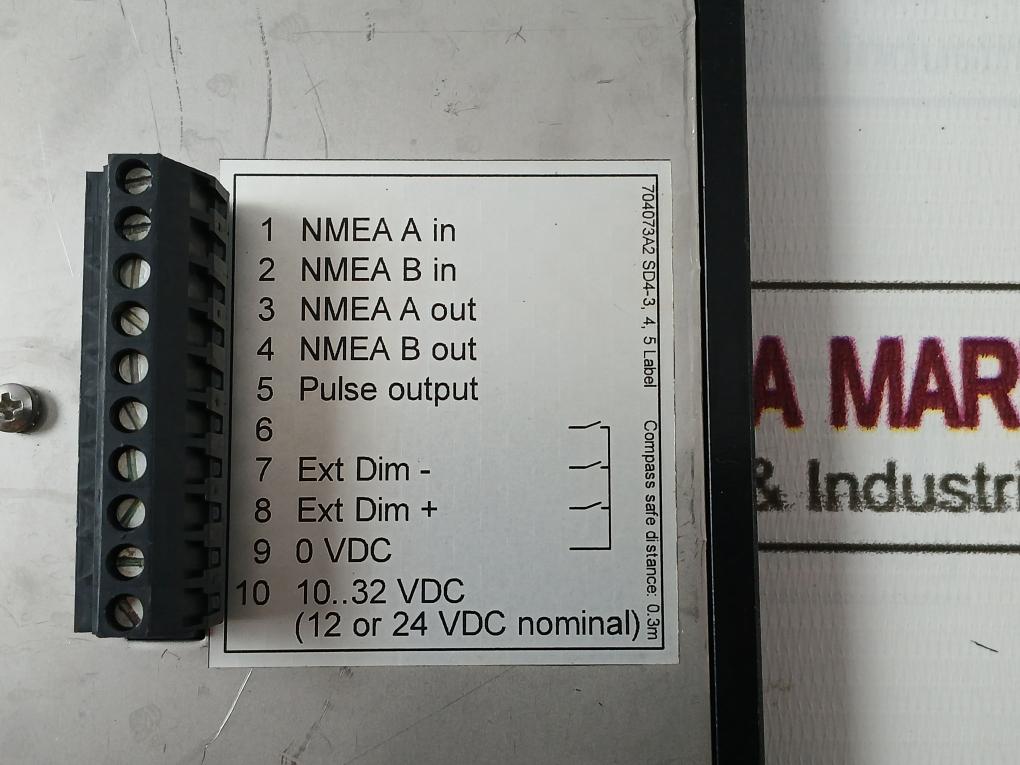 1 NMEA A in
2 NMEA B in
3 NMEA A out
4 NMEA B out
5 Pulse output
6
7 Ext Dim -
8 Ext Dim +
9 0 VDC
10 10..32 VDC
(12 or 24 VDC nominal)
704073A2 SD4-3, 4, 5 Label Compass safe distance: 0.3m
A MAR
& Industri